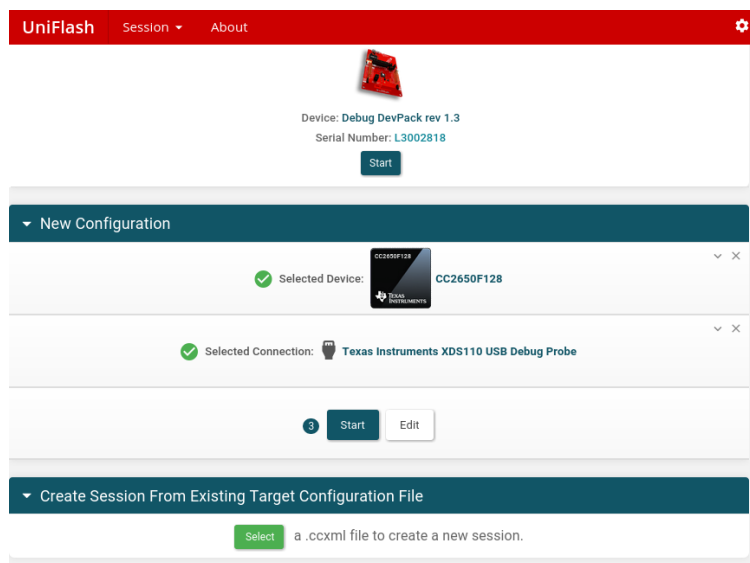 UniFlash Session About
Device: Debug DevPack rev 1.3
Serial Number: L3002818
Start
New Configuration
CC2650F128
Selected Device: CC2650F128
TEXAS INSTRUMENTS
Selected Connection: Texas Instruments XDS110 USB Debug Probe
3 Start Edit
Create Session From Existing Target Configuration File
Select a .ccxml file to create a new session.